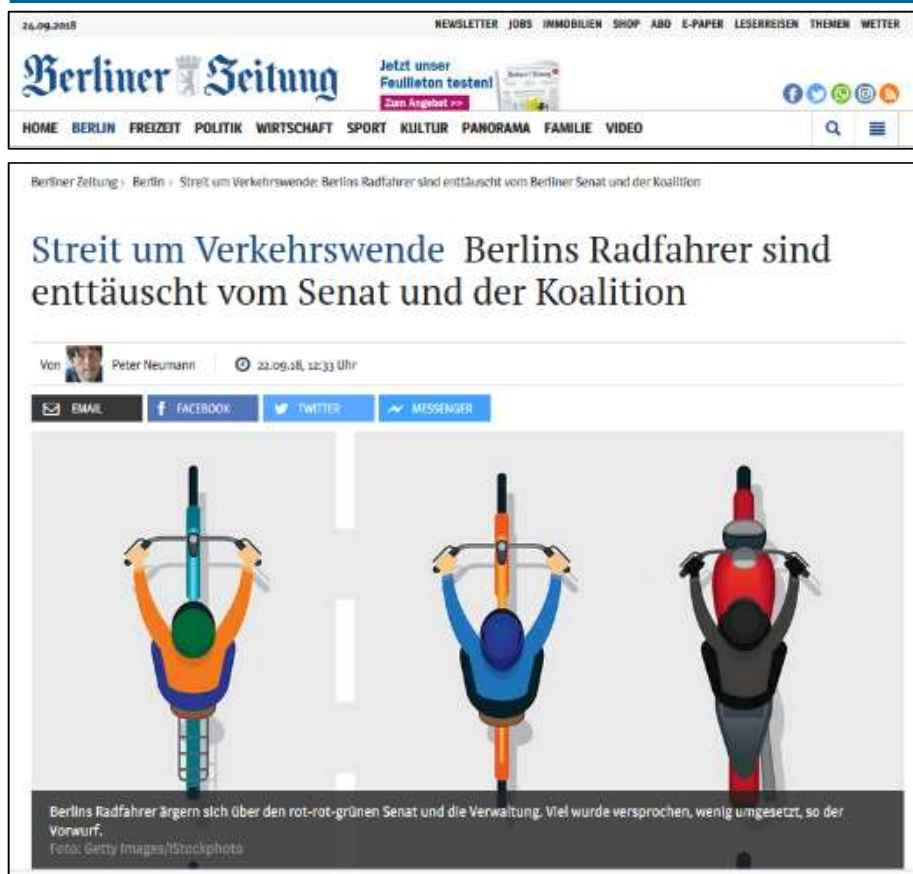 24.09.2018
NEWSLETTER JOBS IMMOBILIEN SHOP ABO E-PAPER LESERREISEN THEMEN WETTER
Berliner Zeitung
Jetzt unser
Feuilleton testen!
Zum Angebot >>
HOME BERLIN FREIZEIT POLITIK WIRTSCHAFT SPORT KULTUR PANORAMA FAMILIE VIDEO
Berliner Zeitung › Berlin › Streit um Verkehrswende: Berlins Radfahrer sind enttäuscht vom Berliner Senat und der Koalition
Streit um Verkehrswende Berlins Radfahrer sind
enttäuscht vom Senat und der Koalition
Von Peter Neumann 22.09.18, 12:33 Uhr
EMAIL FACEBOOK TWITTER MESSENGER
Berlins Radfahrer ärgern sich über den rot-rot-grünen Senat und die Verwaltung. Viel wurde versprochen, wenig umgesetzt, so der
Vorwurf.
Foto: Getty Images/iStockphoto